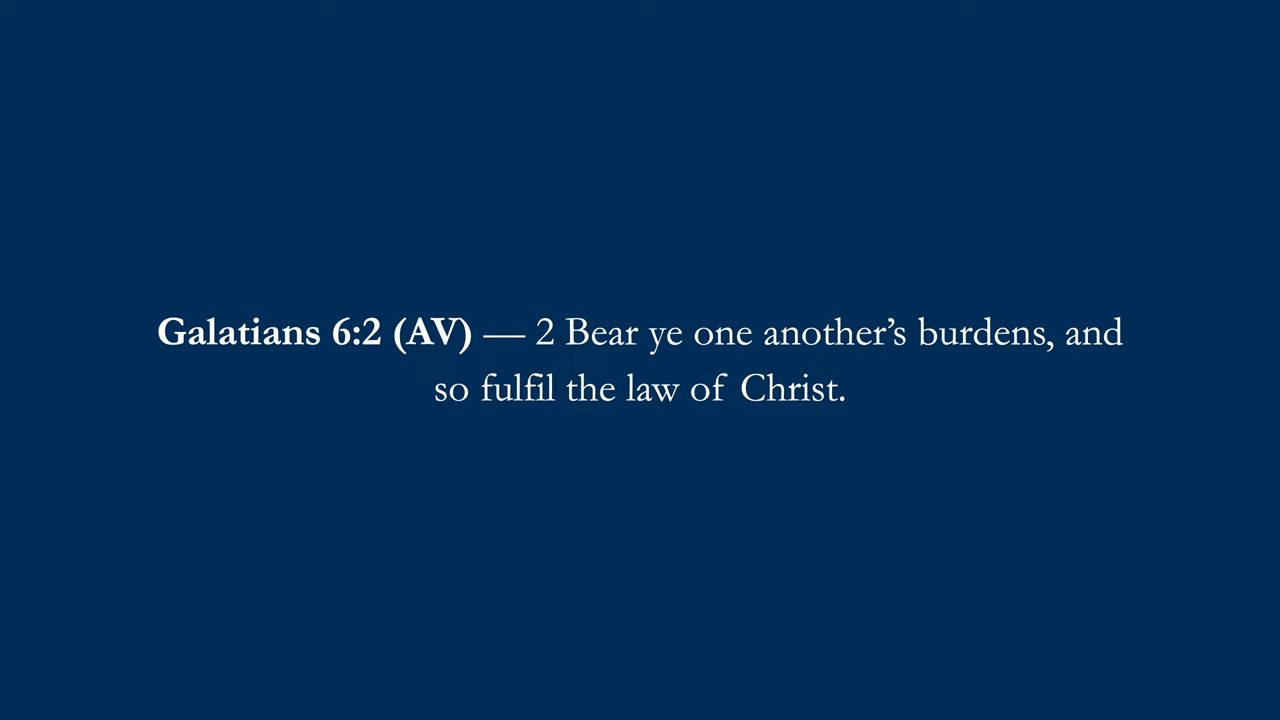 Galatians 6:2 (AV) — 2 Bear ye one another’s burdens, and
so fulfil the law of Christ.